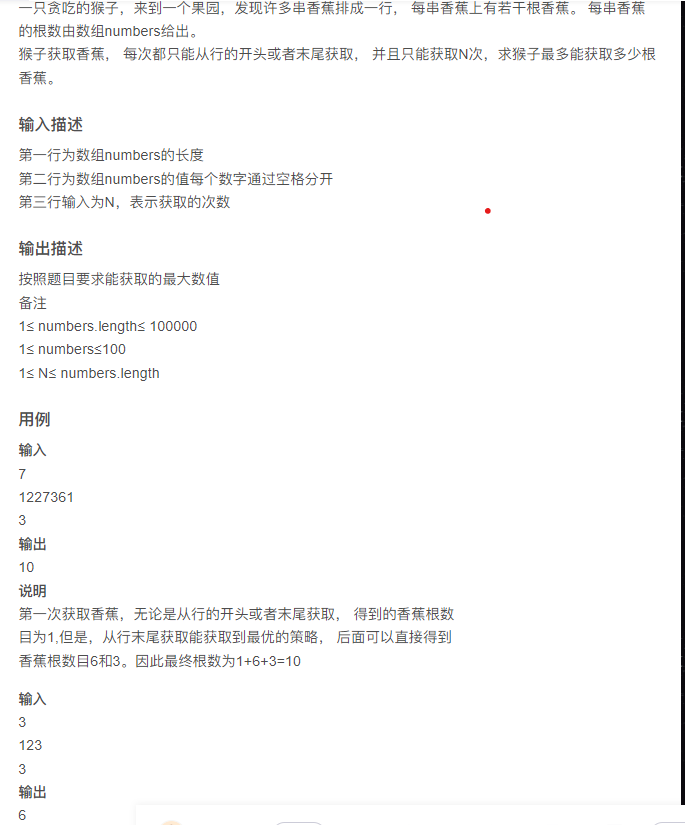 一只贪吃的猴子，来到一个果园，发现许多串香蕉排成一行， 每串香蕉上有若干根香蕉。 每串香蕉
的根数由数组numbers给出。
猴子获取香蕉， 每次都只能从行的开头或者末尾获取， 并且只能获取N次，求猴子最多能获取多少根
香蕉。
输入描述
第一行为数组numbers的长度
第二行为数组numbers的值每个数字通过空格分开
第三行输入为N，表示获取的次数
输出描述
按照题目要求能获取的最大数值
备注
1≤ numbers.length≤ 100000
1≤ numbers≤100
1≤ N≤ numbers.length
用例
输入
7
1227361
3
输出
10
说明
第一次获取香蕉，无论是从行的开头或者末尾获取， 得到的香蕉根数
目为1,但是，从行末尾获取能获取到最优的策略， 后面可以直接得到
香蕉根数目6和3。因此最终根数为1+6+3=10
输入
3
123
3
输出
6